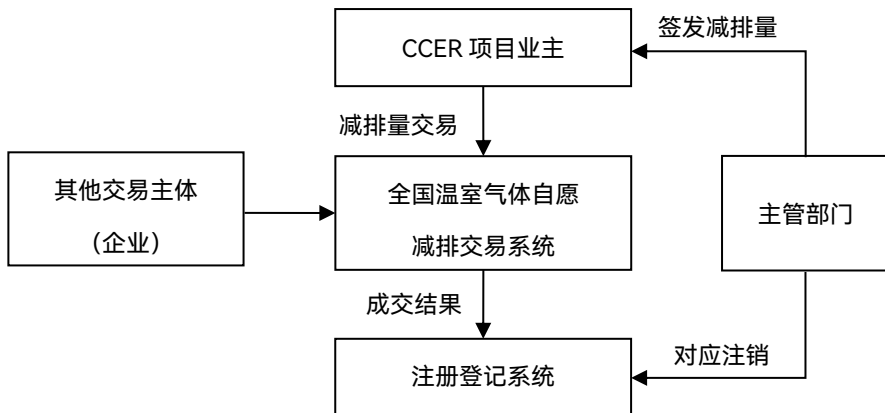 CCER 项目业主
签发减排量
减排量交易
其他交易主体
（企业）
全国温室气体自愿
减排交易系统
主管部门
成交结果
注册登记系统
对应注销